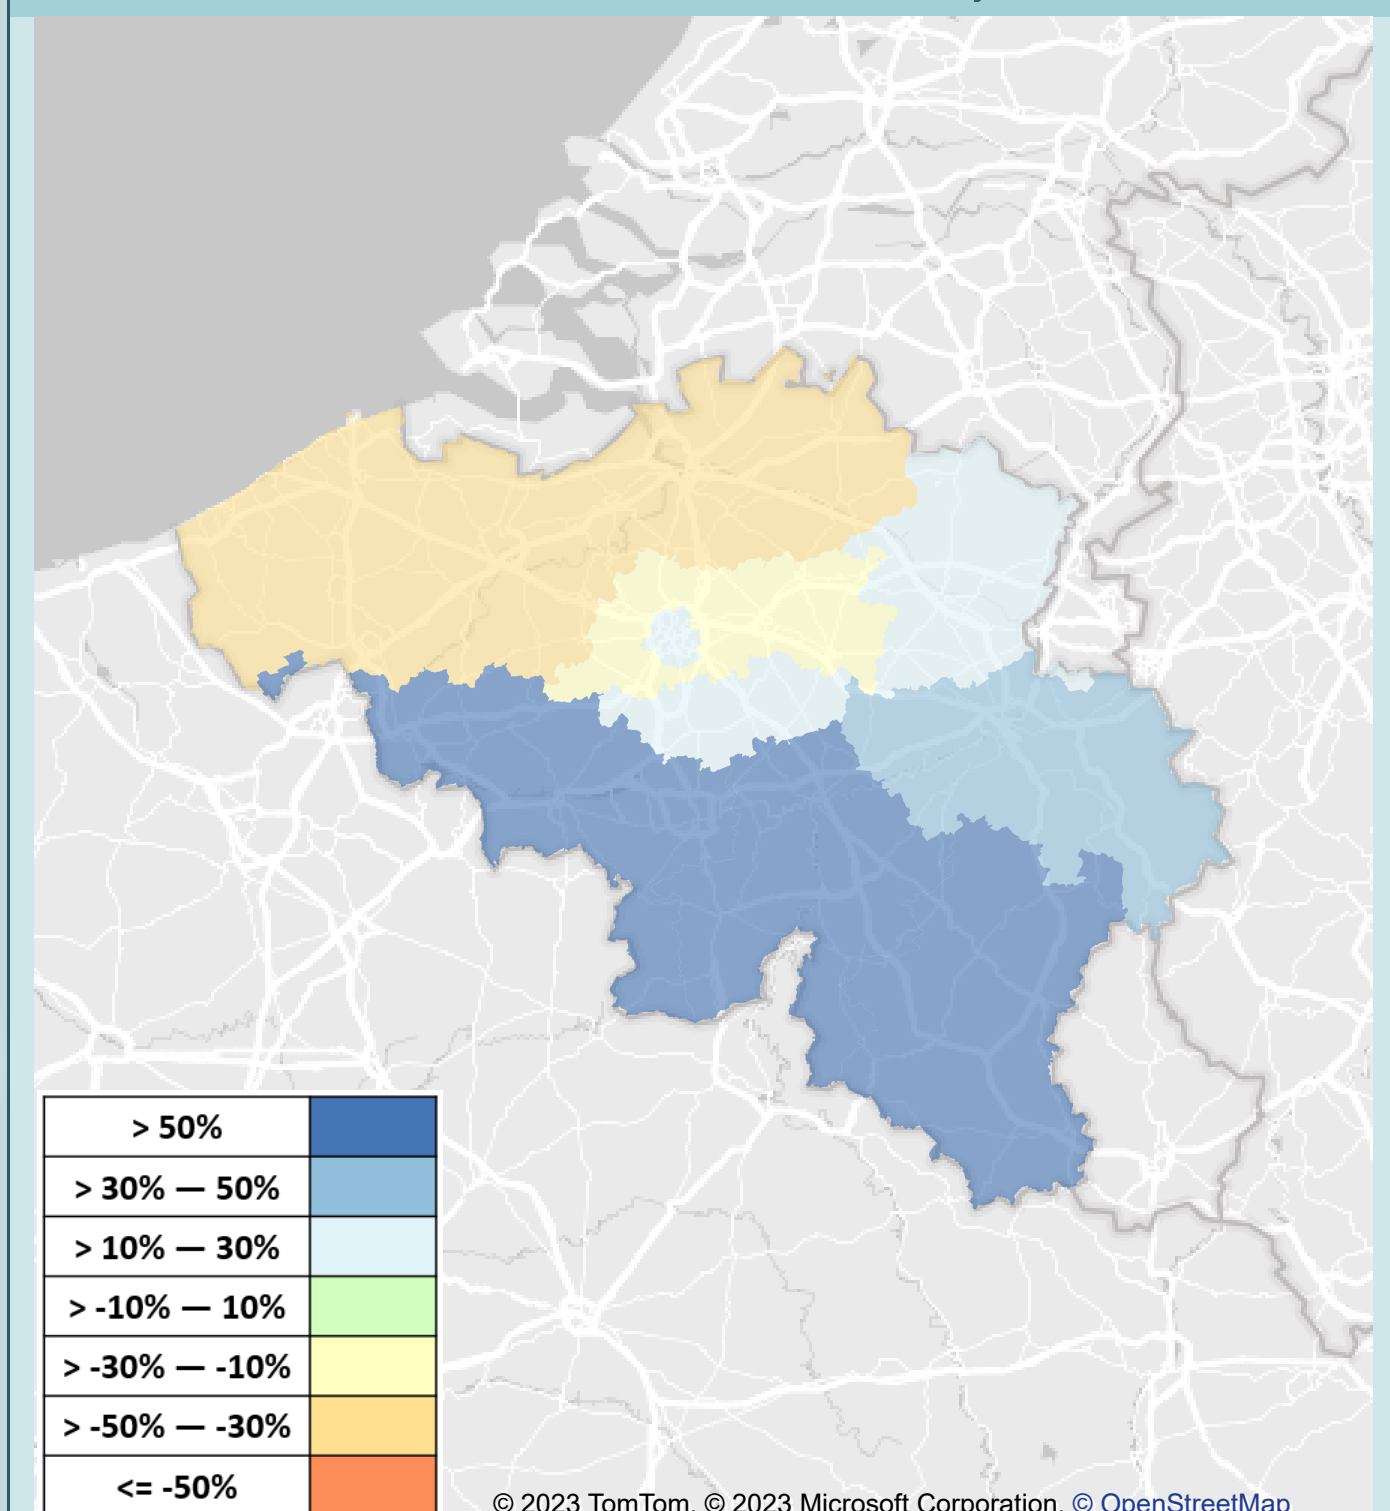 > 50%
> 30% — 50%
> 10% — 30%
> -10% — 10%
> -30% — -10%
> -50% — -30%
<= -50%
© 2023 TomTom, © 2023 Microsoft Corporation, © OpenStreetMap